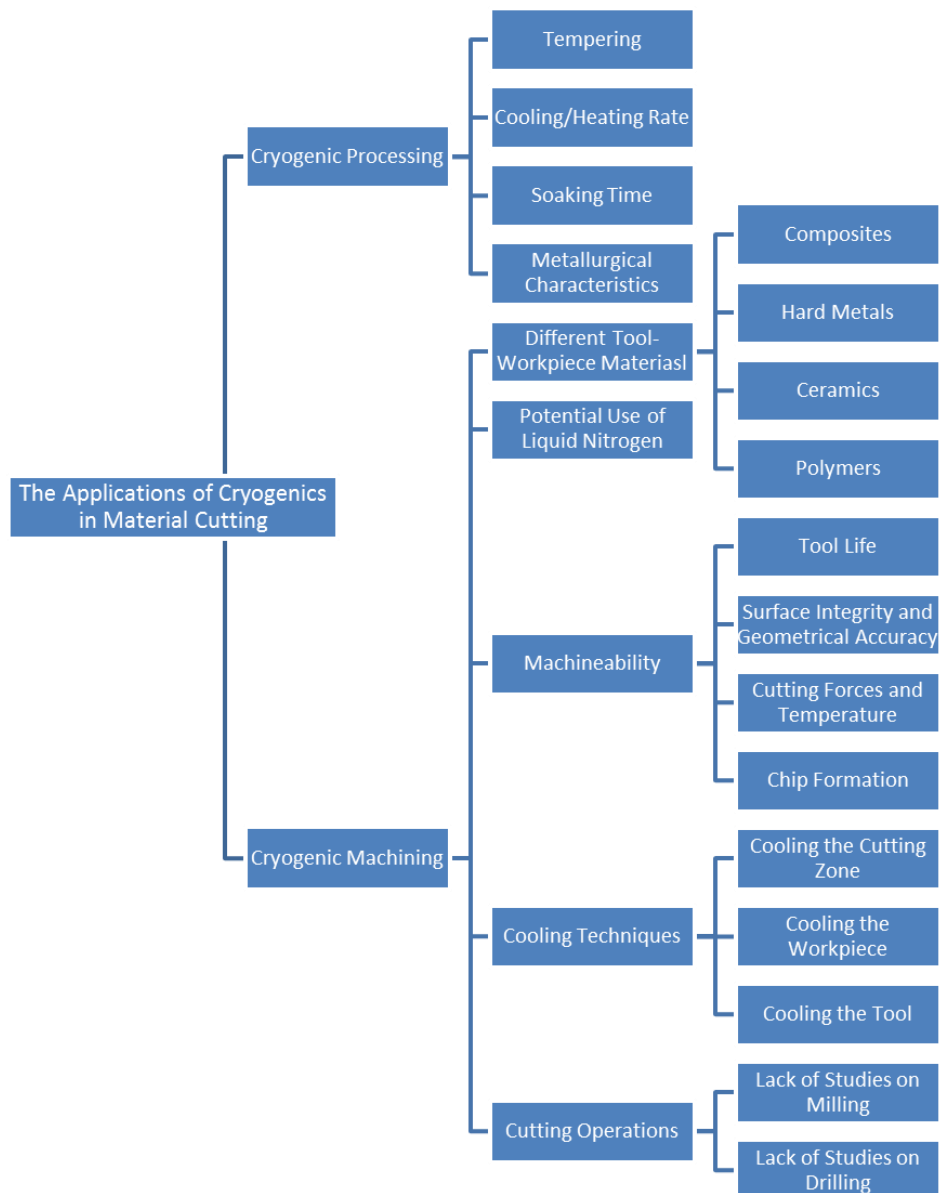 Tempering
Cooling/Heating Rate
Cryogenic Processing
Soaking Time
Metallurgical
Characteristics
Composites
Hard Metals
Different Tool-
Workpiece Materiasl
Ceramics
Potential Use of
Liquid Nitrogen
Polymers
The Applications of Cryogenics
in Material Cutting
Tool Life
Surface Integrity and
Geometrical Accuracy
Machineability
Cutting Forces and
Temperature
Chip Formation
Cryogenic Machining
Cooling the Cutting
Zone
Cooling Techniques
Cooling the
Workpiece
Cooling the Tool
Lack of Studies on
Milling
Cutting Operations
Lack of Studies on
Drilling